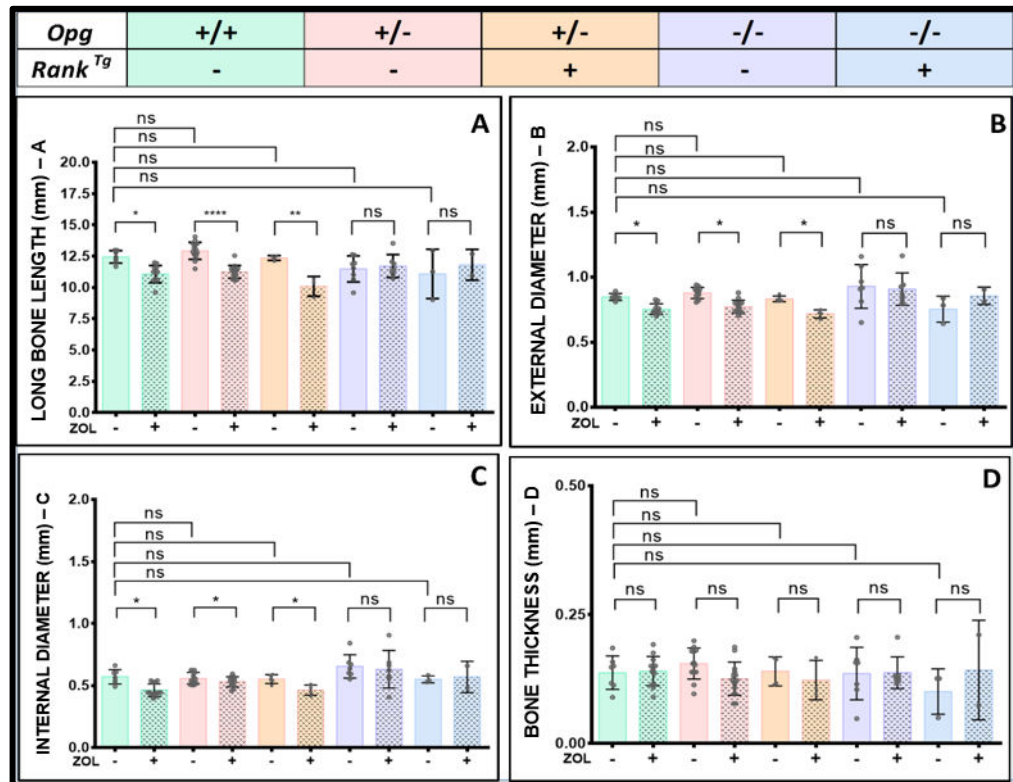 Opg +/+ +/- +/- -/- -/-
Rank Tg - - + - +
A
LONG BONE LENGTH (mm) – A
20.0
17.5
15.0
12.5
10.0
7.5
5.0
2.5
0.0
ns
ns
ns
ns
* **** ** ns ns
ZOL - + - + - + - + - +
B
EXTERNAL DIAMETER (mm) – B
2.0
1.5
1.0
0.5
0.0
ns
ns
ns
ns
* * * ns ns
ZOL - + - + - + - + - +
C
INTERNAL DIAMETER (mm) – C
2.0
1.5
1.0
0.5
0.0
ns
ns
ns
ns
* * * ns ns
ZOL - + - + - + - + - +
D
BONE THICKNESS (mm) – D
0.50
0.25
0.00
ns
ns
ns
ns
ns ns ns ns ns
ZOL - + - + - + - + - +